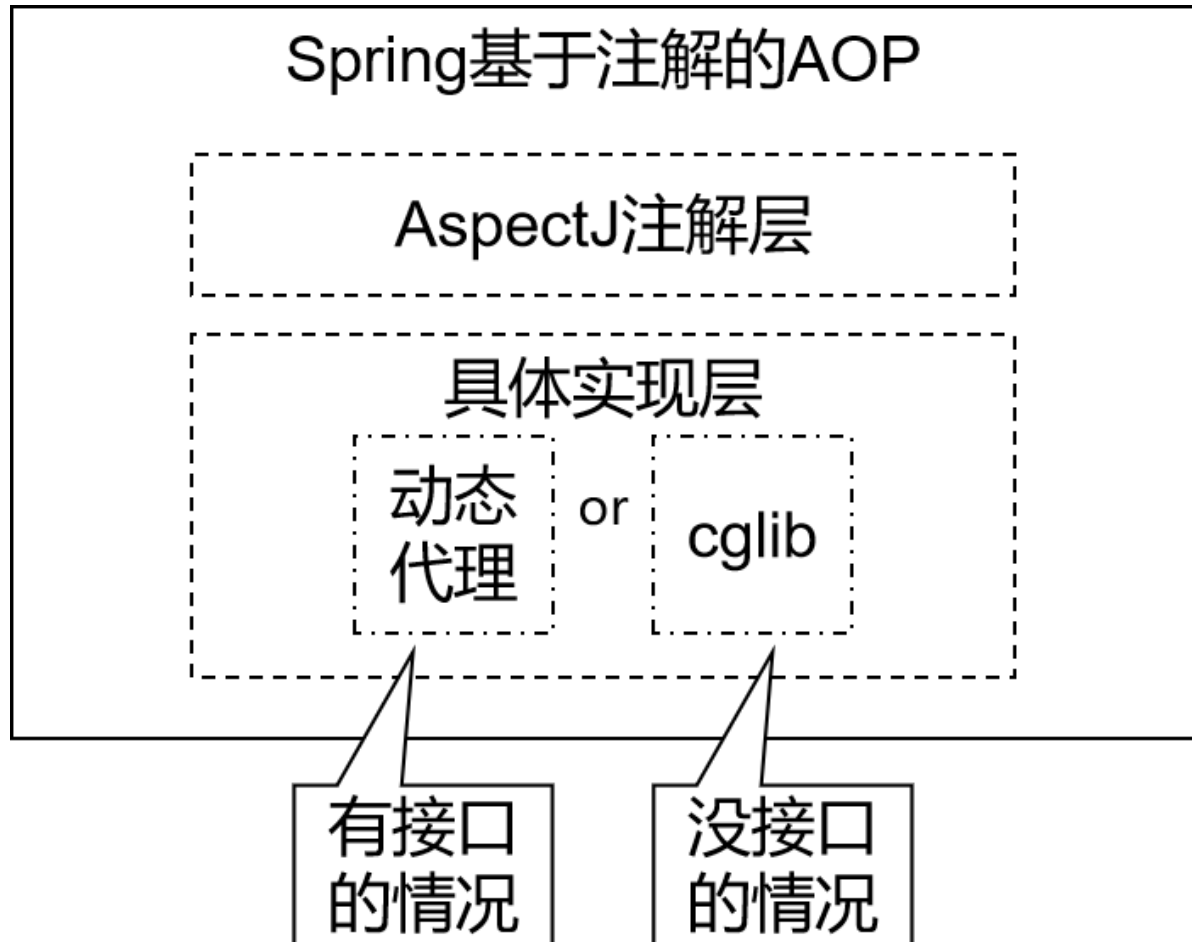 Spring基于注解的AOP
AspectJ注解层
具体实现层
动态
代理
or
cglib
有接口
的情况
没接口
的情况